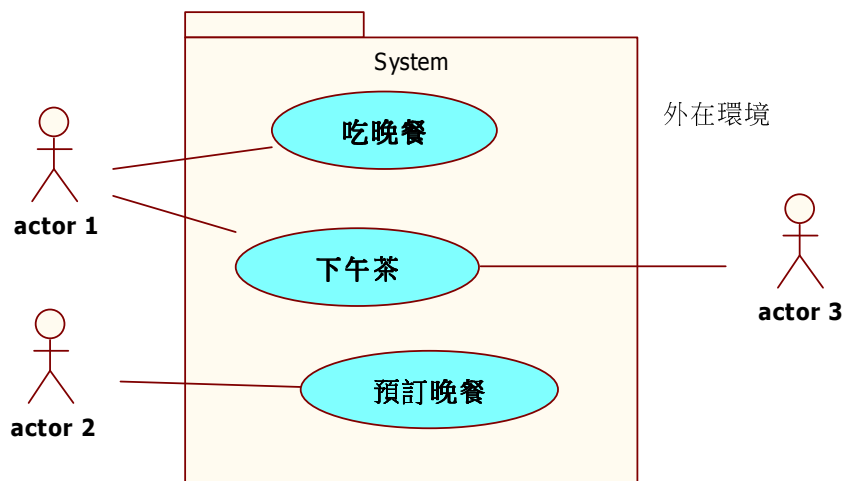 System
吃晚餐
外在環境
actor 1
下午茶
actor 3
預訂晚餐
actor 2